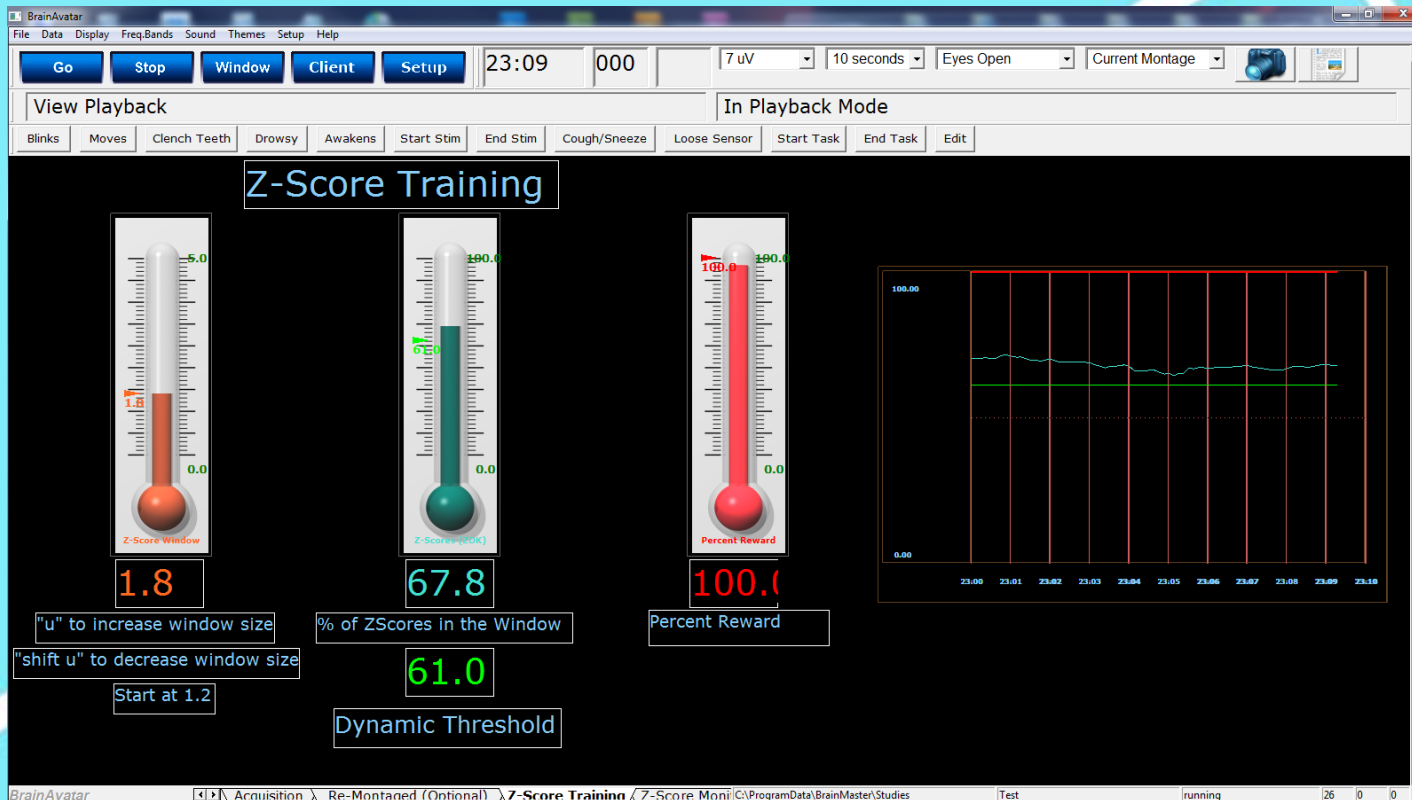 BrainAvatar
File Data Display Freq.Bands Sound Themes Setup Help
Go Stop Window Client Setup 23:09 000 7 uV 10 seconds Eyes Open Current Montage
View Playback In Playback Mode
Blinks Moves Clench Teeth Drowsy Awakens Start Stim End Stim Cough/Sneeze Loose Sensor Start Task End Task Edit
Z-Score Training
5.0 100.0 100.0 100.0
100.00
61.0
1.8
0.0 0.0 0.0
Z-Score Window Z-Scores (ZOK) Percent Reward
0.00
23:00 23:01 23:02 23:03 23:04 23:05 23:06 23:07 23:08 23:09 23:10
1.8 67.8 100.0
"u" to increase window size % of ZScores in the Window Percent Reward
"shift u" to decrease window size 61.0
Start at 1.2
Dynamic Threshold
BrainAvatar Acquisition Re-Montaged (Optional) Z-Score Training Z-Score Moni C:\ProgramData\BrainMaster\Studies Test running 26 0 0